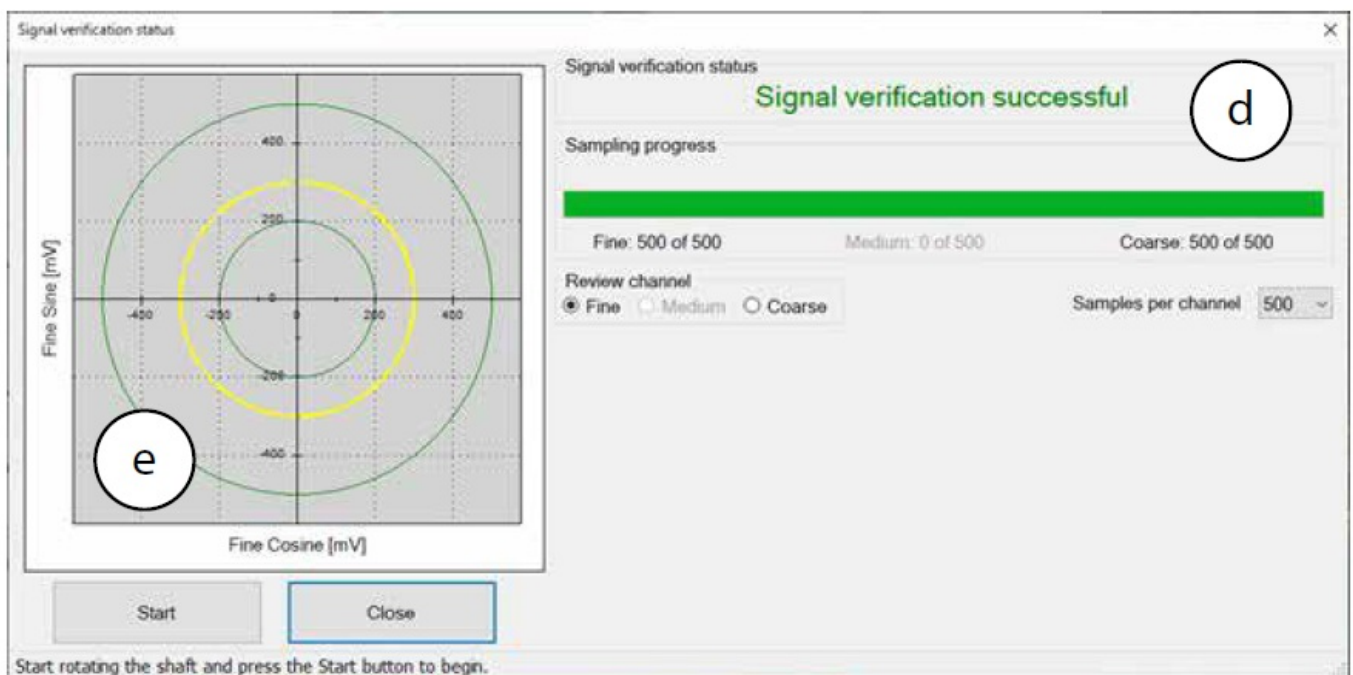 Signal verification status
Signal verification status
Signal verification successful
d
Sampling progress
Fine: 500 of 500 Medium: 0 of 500 Coarse: 500 of 500
Review channel
Fine Medium Coarse
Samples per channel 500
400
200
-400 -200 0 0 200 400
-200
-400
Fine Sine [mV]
e
Fine Cosine [mV]
Start Close
Start rotating the shaft and press the Start button to begin.